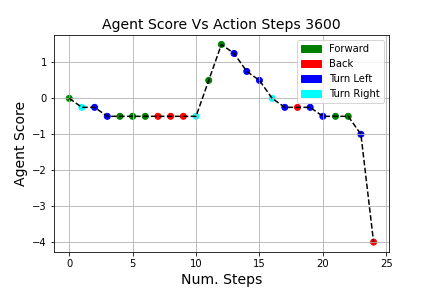 Agent Score Vs Action Steps 3600
Forward
Back
Turn Left
Turn Right
Agent Score
1
0
−1
−2
−3
−4
0 5 10 15 20 25
Num. Steps